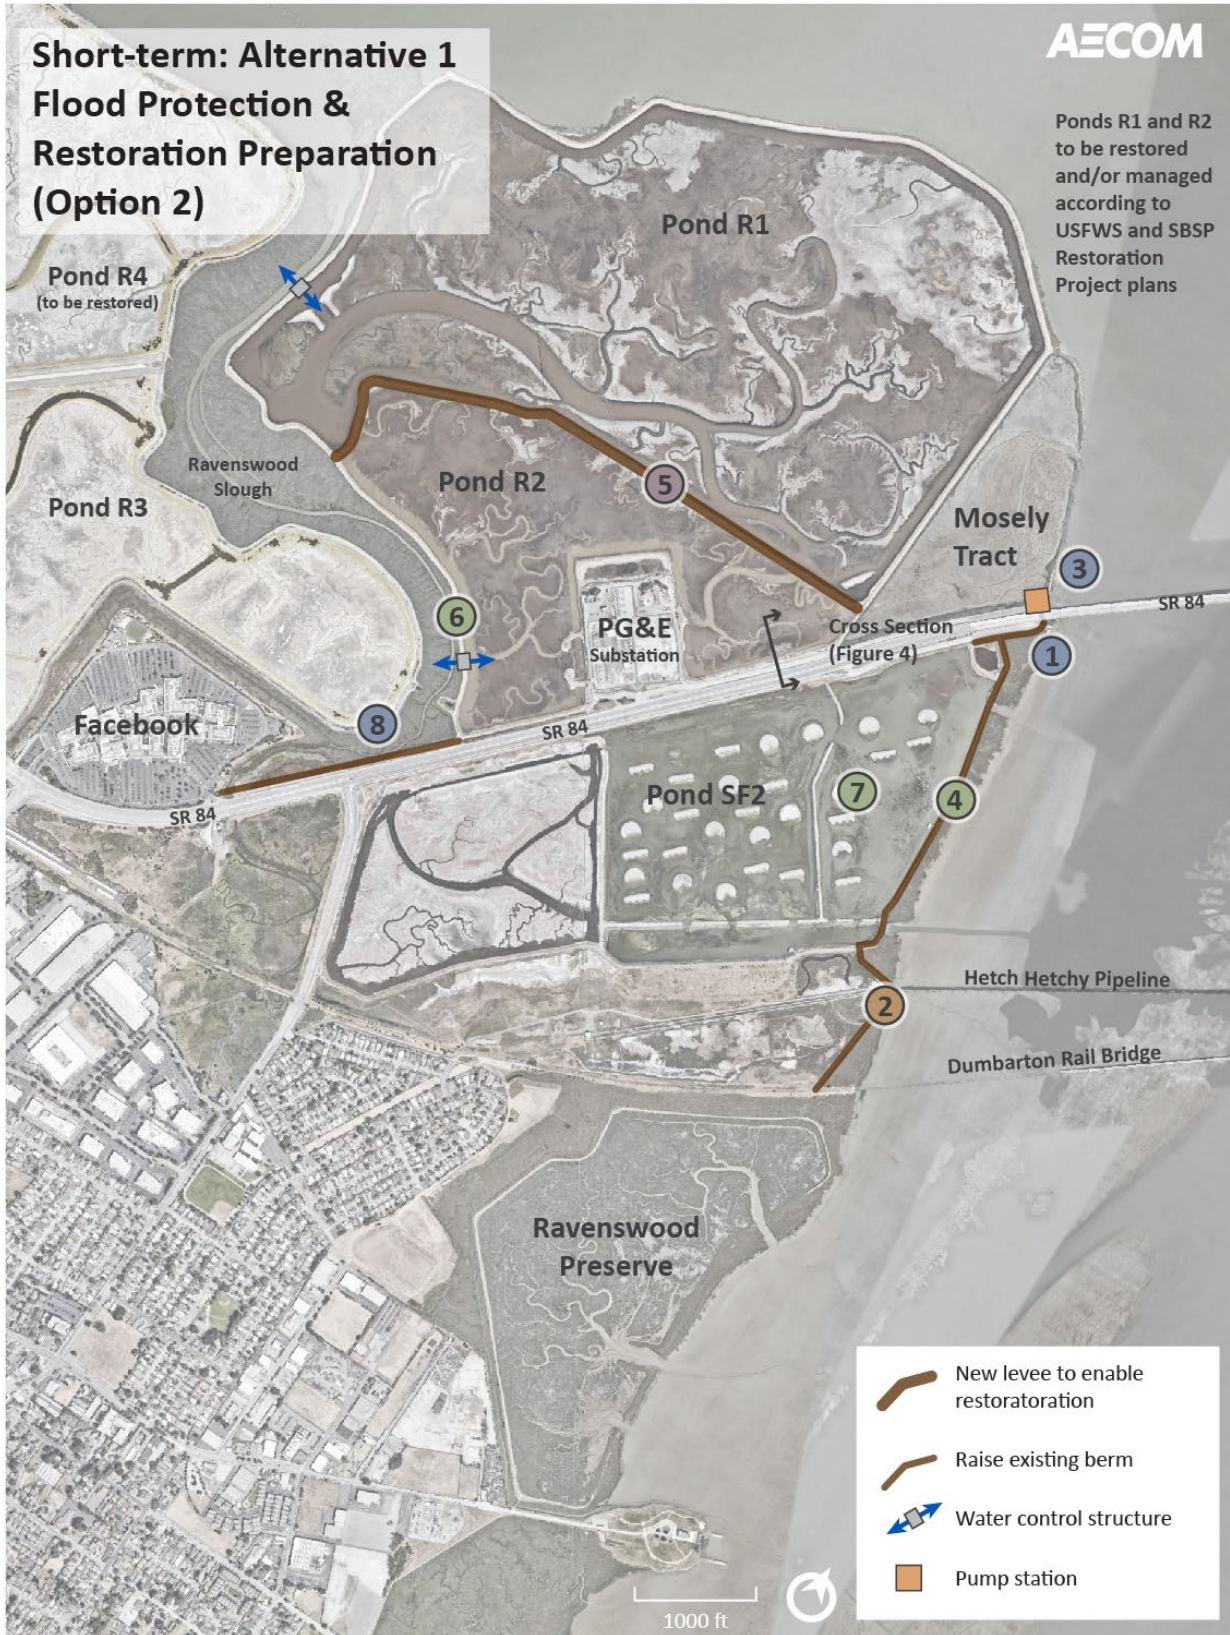 Short-term: Alternative 1
Flood Protection &
Restoration Preparation
(Option 2)
AECOM
Ponds R1 and R2
to be restored
and/or managed
according to
USFWS and SBSP
Restoration
Project plans
Pond R1
Pond R4
(to be restored)
Ravenswood
Slough
Pond R2
5
Pond R3
Mosely
Tract
3
SR 84
6
PG&E
Substation
Cross Section
(Figure 4)
1
Facebook
8
SR 84
SR 84
Pond SF2
7
4
Hetch Hetchy Pipeline
2
Dumbarton Rail Bridge
Ravenswood
Preserve
New levee to enable
restoratoration
Raise existing berm
Water control structure
Pump station
1000 ft